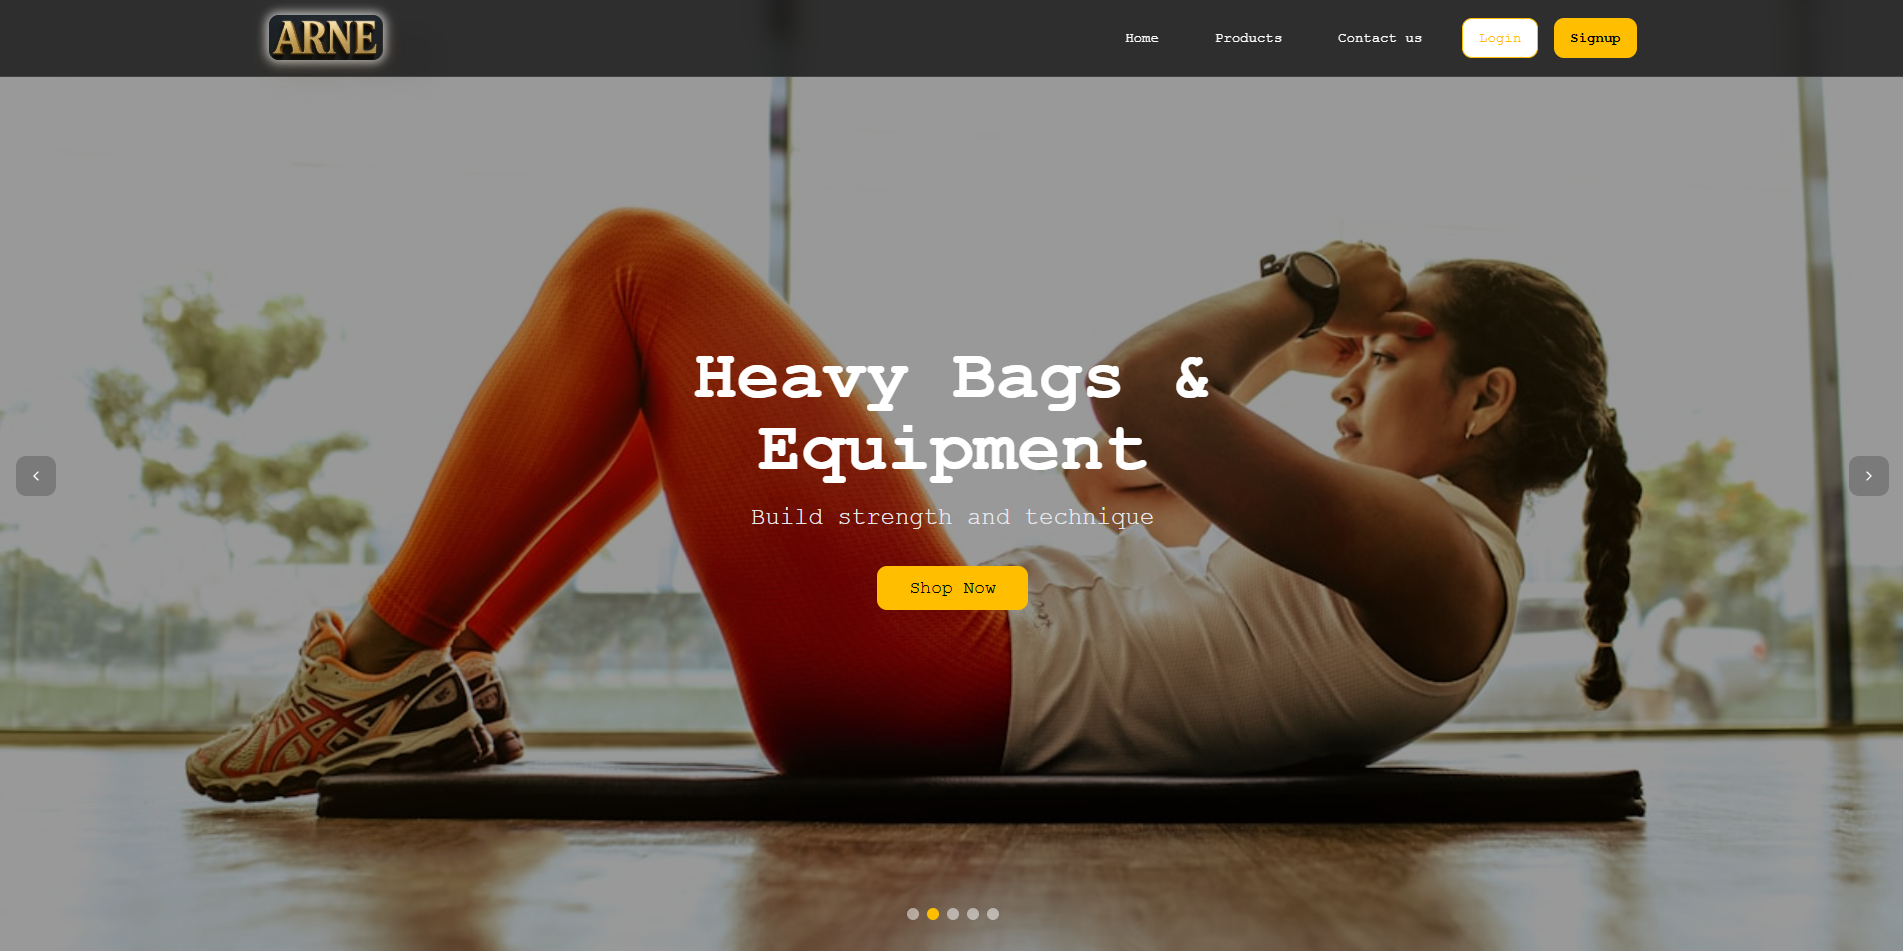 ARNE
Home
Products
Contact us
Login
Signup
Heavy Bags &
Equipment
Build strength and technique
Shop Now